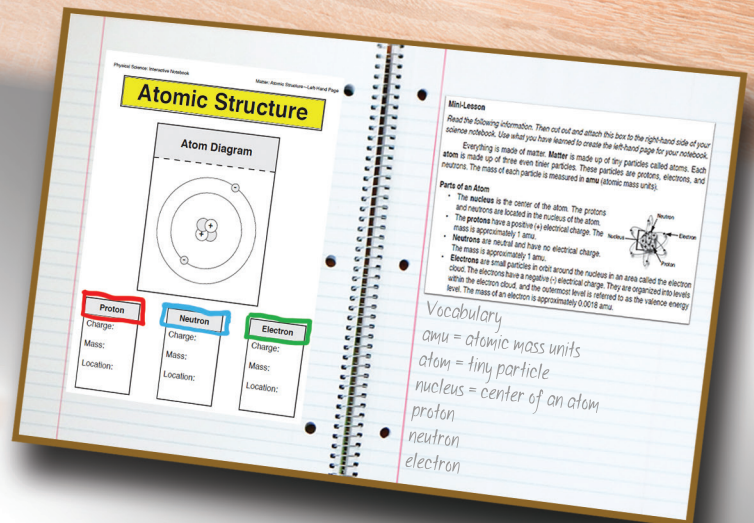 Physical Science: Interactive Notebook
Matter: Atomic Structure—Left-Hand Page
Atomic Structure
Atom Diagram
-
+
+
-
Proton
Charge:
Mass:
Location:
Neutron
Charge:
Mass:
Location:
Electron
Charge:
Mass:
Location:
Mini-Lesson
Read the following information. Then cut out and attach this box to the right-hand side of your
science notebook. Use what you have learned to create the left-hand page for your notebook.
Everything is made of matter. Matter is made up of tiny particles called atoms. Each
atom is made up of three even tinier particles. These particles are protons, electrons, and
neutrons. The mass of each particle is measured in amu (atomic mass units).
Parts of an Atom
• The nucleus is the center of the atom. The protons
and neutrons are located in the nucleus of the atom.
• The protons have a positive (+) electrical charge. The
mass is approximately 1 amu.
• Neutrons are neutral and have no electrical charge.
The mass is approximately 1 amu.
• Electrons are small particles in orbit around the nucleus in an area called the electron
cloud. The electrons have a negative (-) electrical charge. They are organized into levels
within the electron cloud, and the outermost level is referred to as the valence energy
level. The mass of an electron is approximately 0.0018 amu.
Neutron
Nucleus
Electron
Proton
Vocabulary
amu = atomic mass units
atom = tiny particle
nucleus = center of an atom
proton
neutron
electron